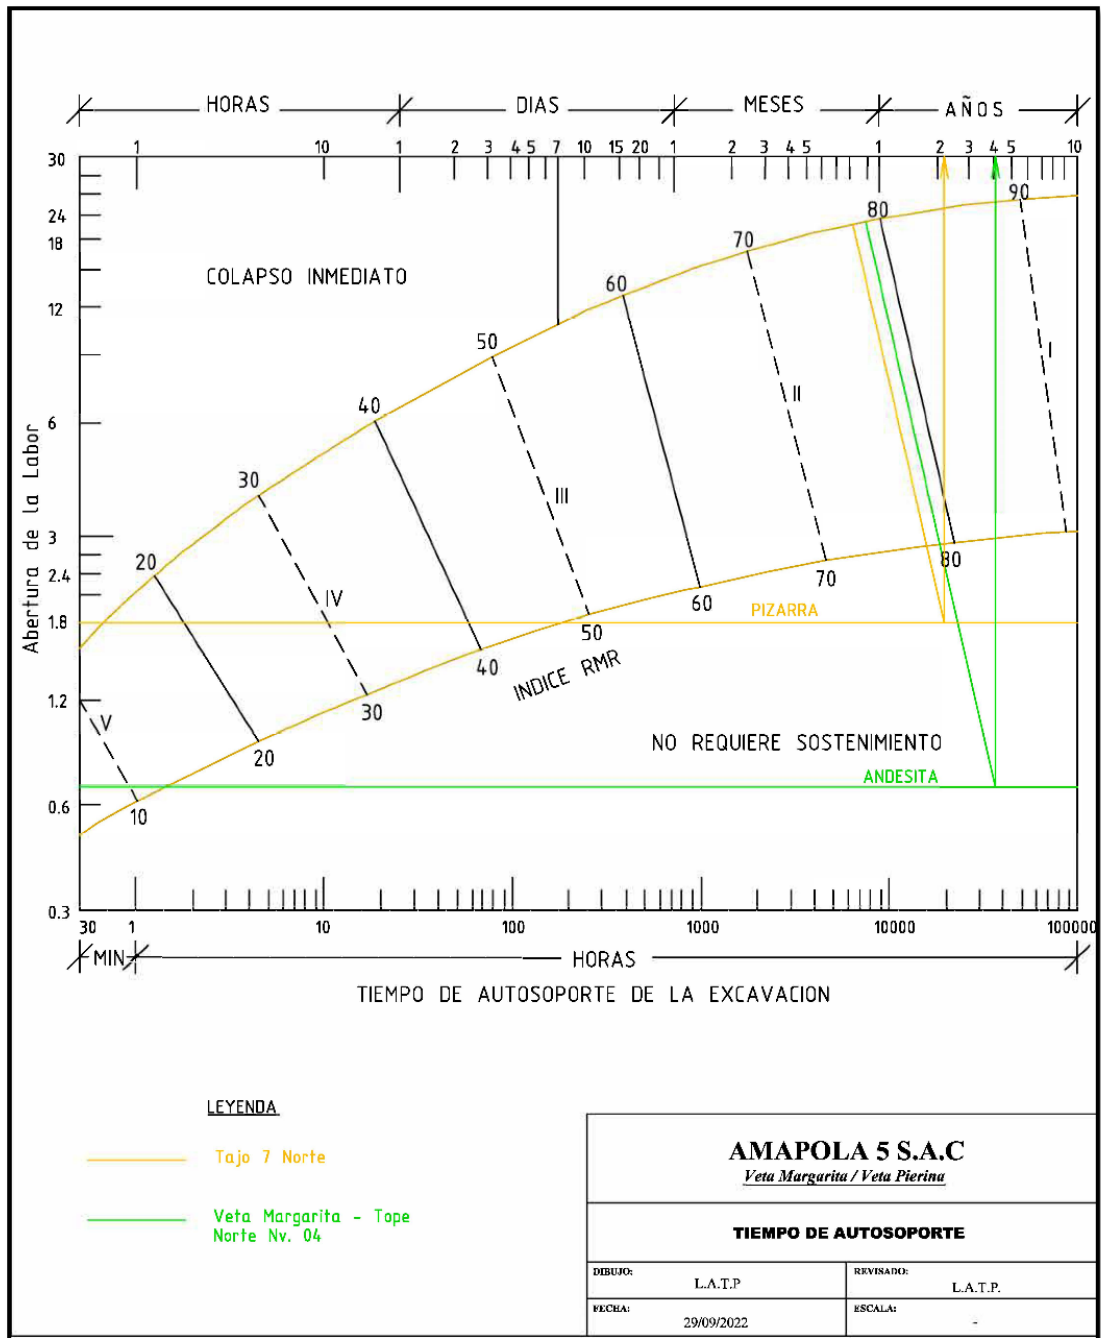 HORAS DIAS MESES AÑOS
1 10 1 2 3 4 5 7 10 15 20 1 2 3 4 5 1 2 3 4 5 10
30
24
18
12
6
3
2.4
1.8
1.2
0.6
0.3
Abertura de la Labor
COLAPSO INMEDIATO
90
80
70
60
50
40
30
20
I
II
III
IV
V
80
70
60
50
40
30
20
10
PIZARRA
INDICE RMR
NO REQUIERE SOSTENIMIENTO
ANDESITA
30 1 10 100 1000 10000 100000
MIN HORAS
TIEMPO DE AUTOSOPORTE DE LA EXCAVACION
LEYENDA
Tajo 7 Norte
Veta Margarita - Tope
Norte Nv. 04
AMAPOLA 5 S.A.C
Veta Margarita / Veta Pierina
TIEMPO DE AUTOSOPORTE
DIBUJO: L.A.T.P
REVISADO: L.A.T.P.
FECHA: 29/09/2022
ESCALA: -